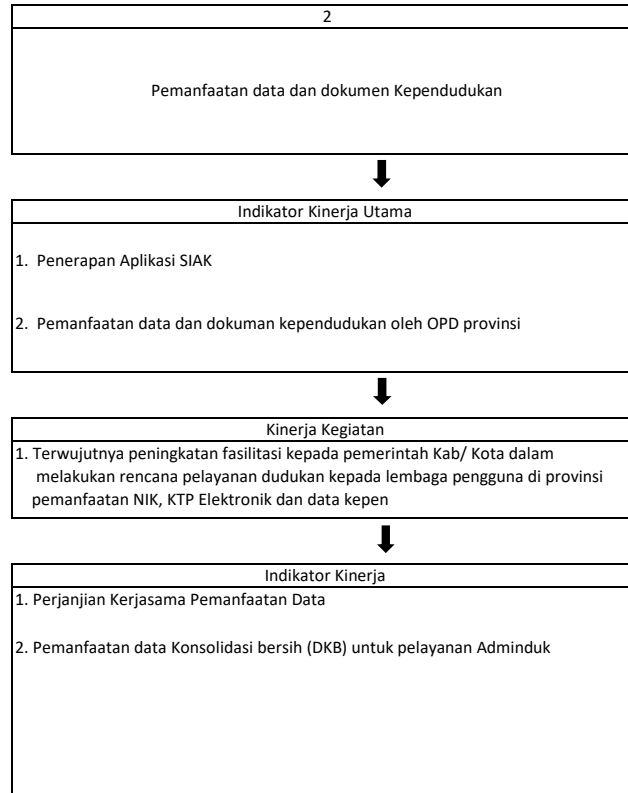 2
Pemanfaatan data dan dokumen Kependudukan
Indikator Kinerja Utama
1. Penerapan Aplikasi SIAK
2. Pemanfaatan data dan dokuman kependudukan oleh OPD provinsi
Kinerja Kegiatan
1. Terwujutnya peningkatan fasilitasi kepada pemerintah Kab/ Kota dalam
melakukan rencana pelayanan dudukan kepada lembaga pengguna di provinsi
pemanfaatan NIK, KTP Elektronik dan data kepen
Indikator Kinerja
1. Perjanjian Kerjasama Pemanfaatan Data
2. Pemanfaatan data Konsolidasi bersih (DKB) untuk pelayanan Adminduk